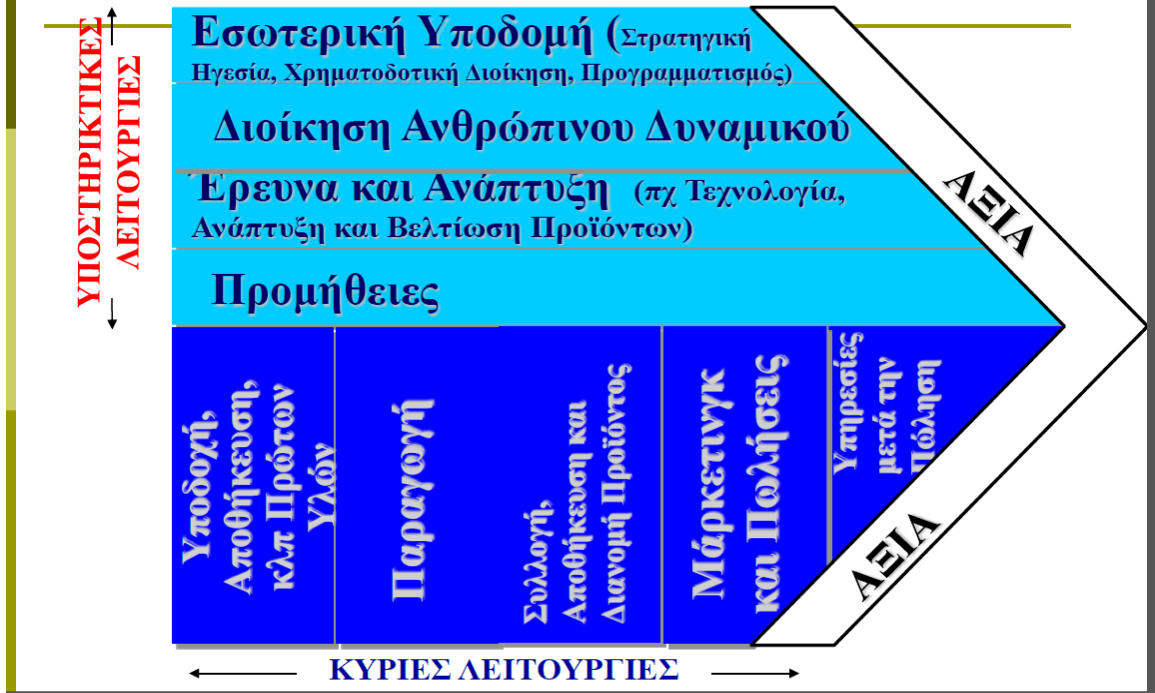 ΥΠΟΣΤΗΡΙΚΤΙΚΕΣ
ΛΕΙΤΟΥΡΓΙΕΣ
Εσωτερική Υποδομή (Στρατηγική
Ηγεσία, Χρηματοδοτική Διοίκηση, Προγραμματισμός)
Διοίκηση Ανθρώπινου Δυναμικού
Έρευνα και Ανάπτυξη (πχ Τεχνολογία,
Ανάπτυξη και Βελτίωση Προϊόντων)
Προμήθειες
ΑΞΙΑ
Υποδοχή,
Αποθήκευση,
κλπ Πρώτων
Υλών
Παραγωγή
Συλλογή,
Αποθήκευση και
Διανομή Προϊόντος
Μάρκετινγκ
και Πωλήσεις
Υπηρεσίες
μετά την
Πώληση
ΑΞΙΑ
ΚΥΡΙΕΣ ΛΕΙΤΟΥΡΓΙΕΣ